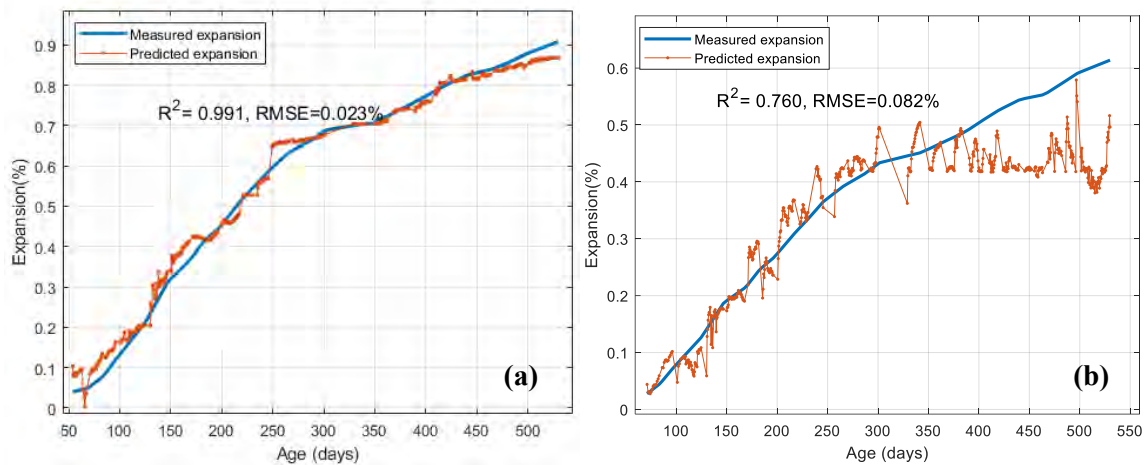 Measured expansion
Predicted expansion
R2= 0.991, RMSE=0.023%
Expansion(%)
0.9
0.8
0.7
0.6
0.5
0.4
0.3
0.2
0.1
0
50 100 150 200 250 300 350 400 450 500
Age (days)
(a)
Measured expansion
Predicted expansion
R2= 0.760, RMSE=0.082%
Expansion(%)
0.6
0.5
0.4
0.3
0.2
0.1
0
100 150 200 250 300 350 400 450 500 550
Age (days)
(b)